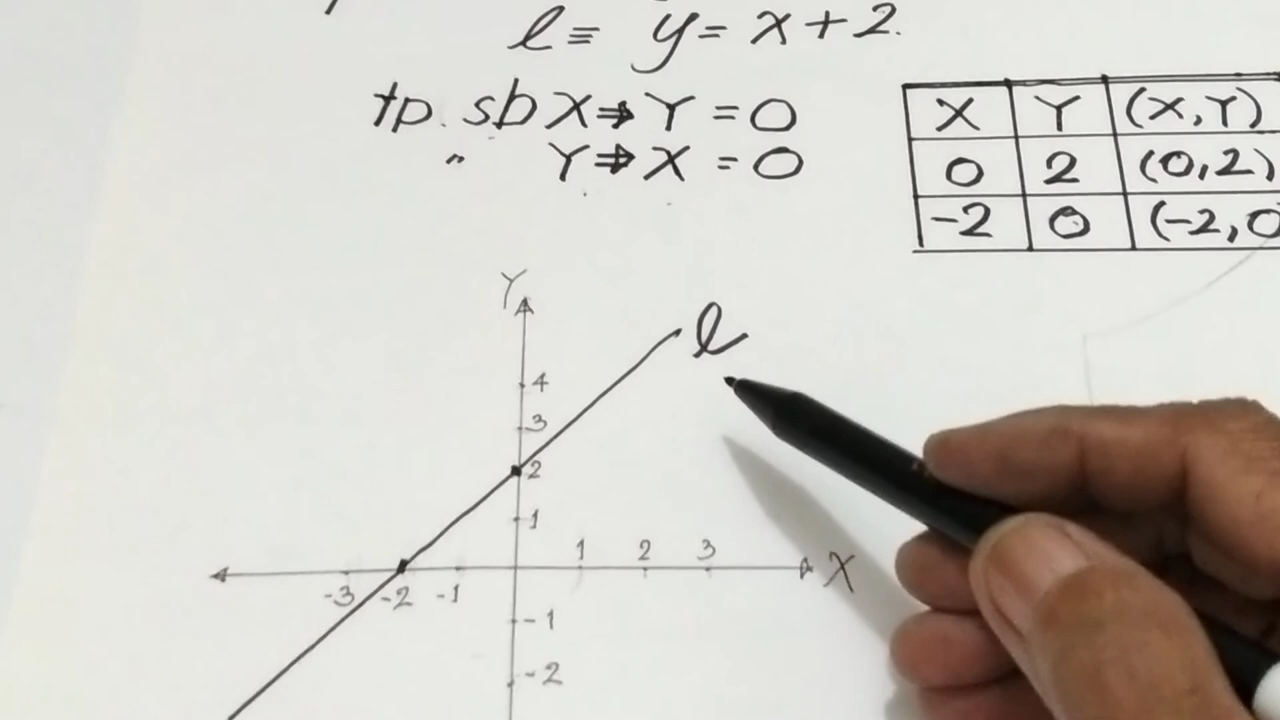 l ≡ y = x + 2.
tp. sb X ⇒ Y = 0
" Y ⇒ X = 0
X Y (X,Y)
0 2 (0,2)
-2 0 (-2,0
Y
l
4
3
2
1
1 2 3 X
-3 -2 -1
-1
-2